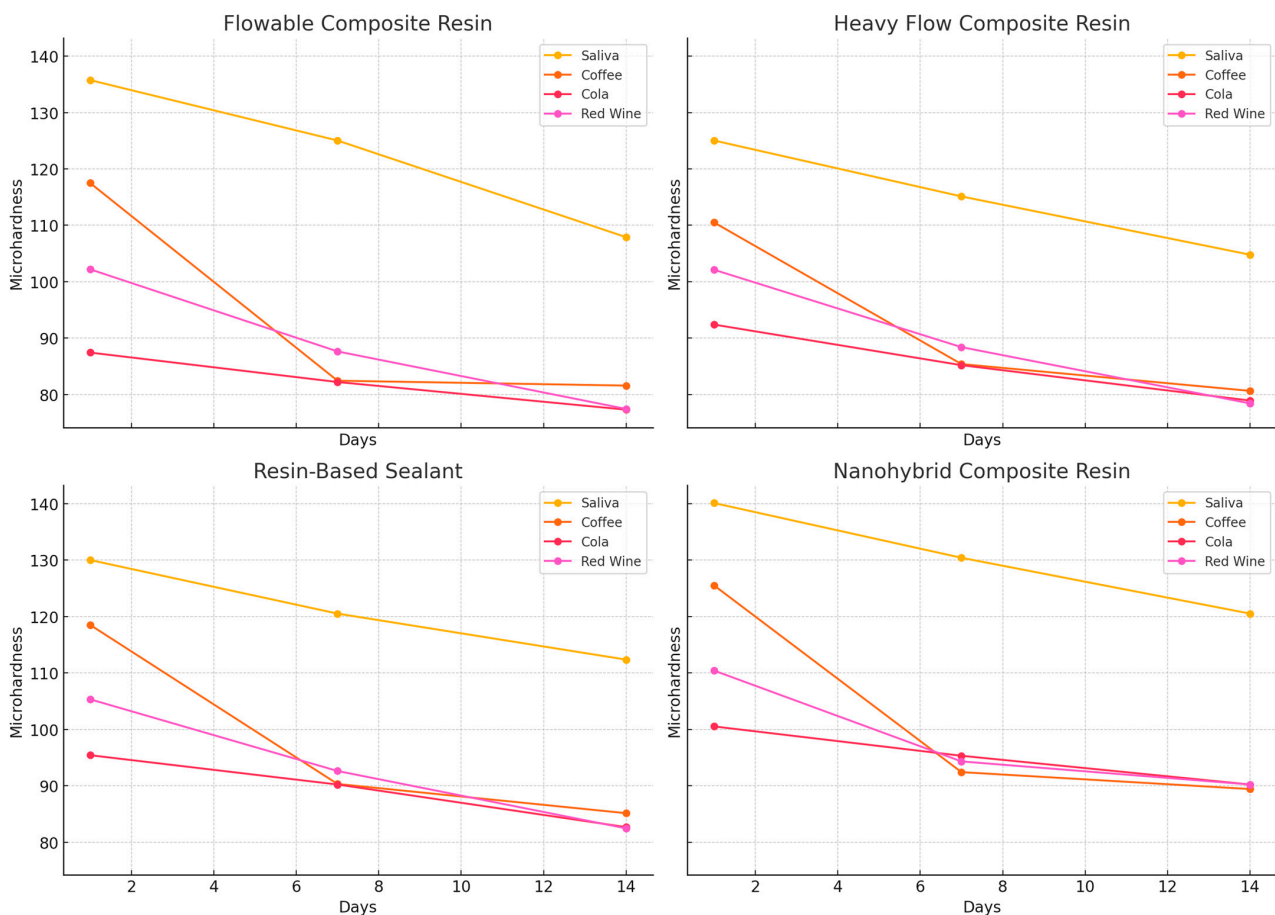 Flowable Composite Resin
Heavy Flow Composite Resin
140
130
120
110
100
90
80
Microhardness
Saliva
Coffee
Cola
Red Wine
Days
Microhardness
Saliva
Coffee
Cola
Red Wine
Days
Resin-Based Sealant
Nanohybrid Composite Resin
140
130
120
110
100
90
80
Microhardness
Saliva
Coffee
Cola
Red Wine
2 4 6 8 10 12 14
Days
Microhardness
Saliva
Coffee
Cola
Red Wine
2 4 6 8 10 12 14
Days